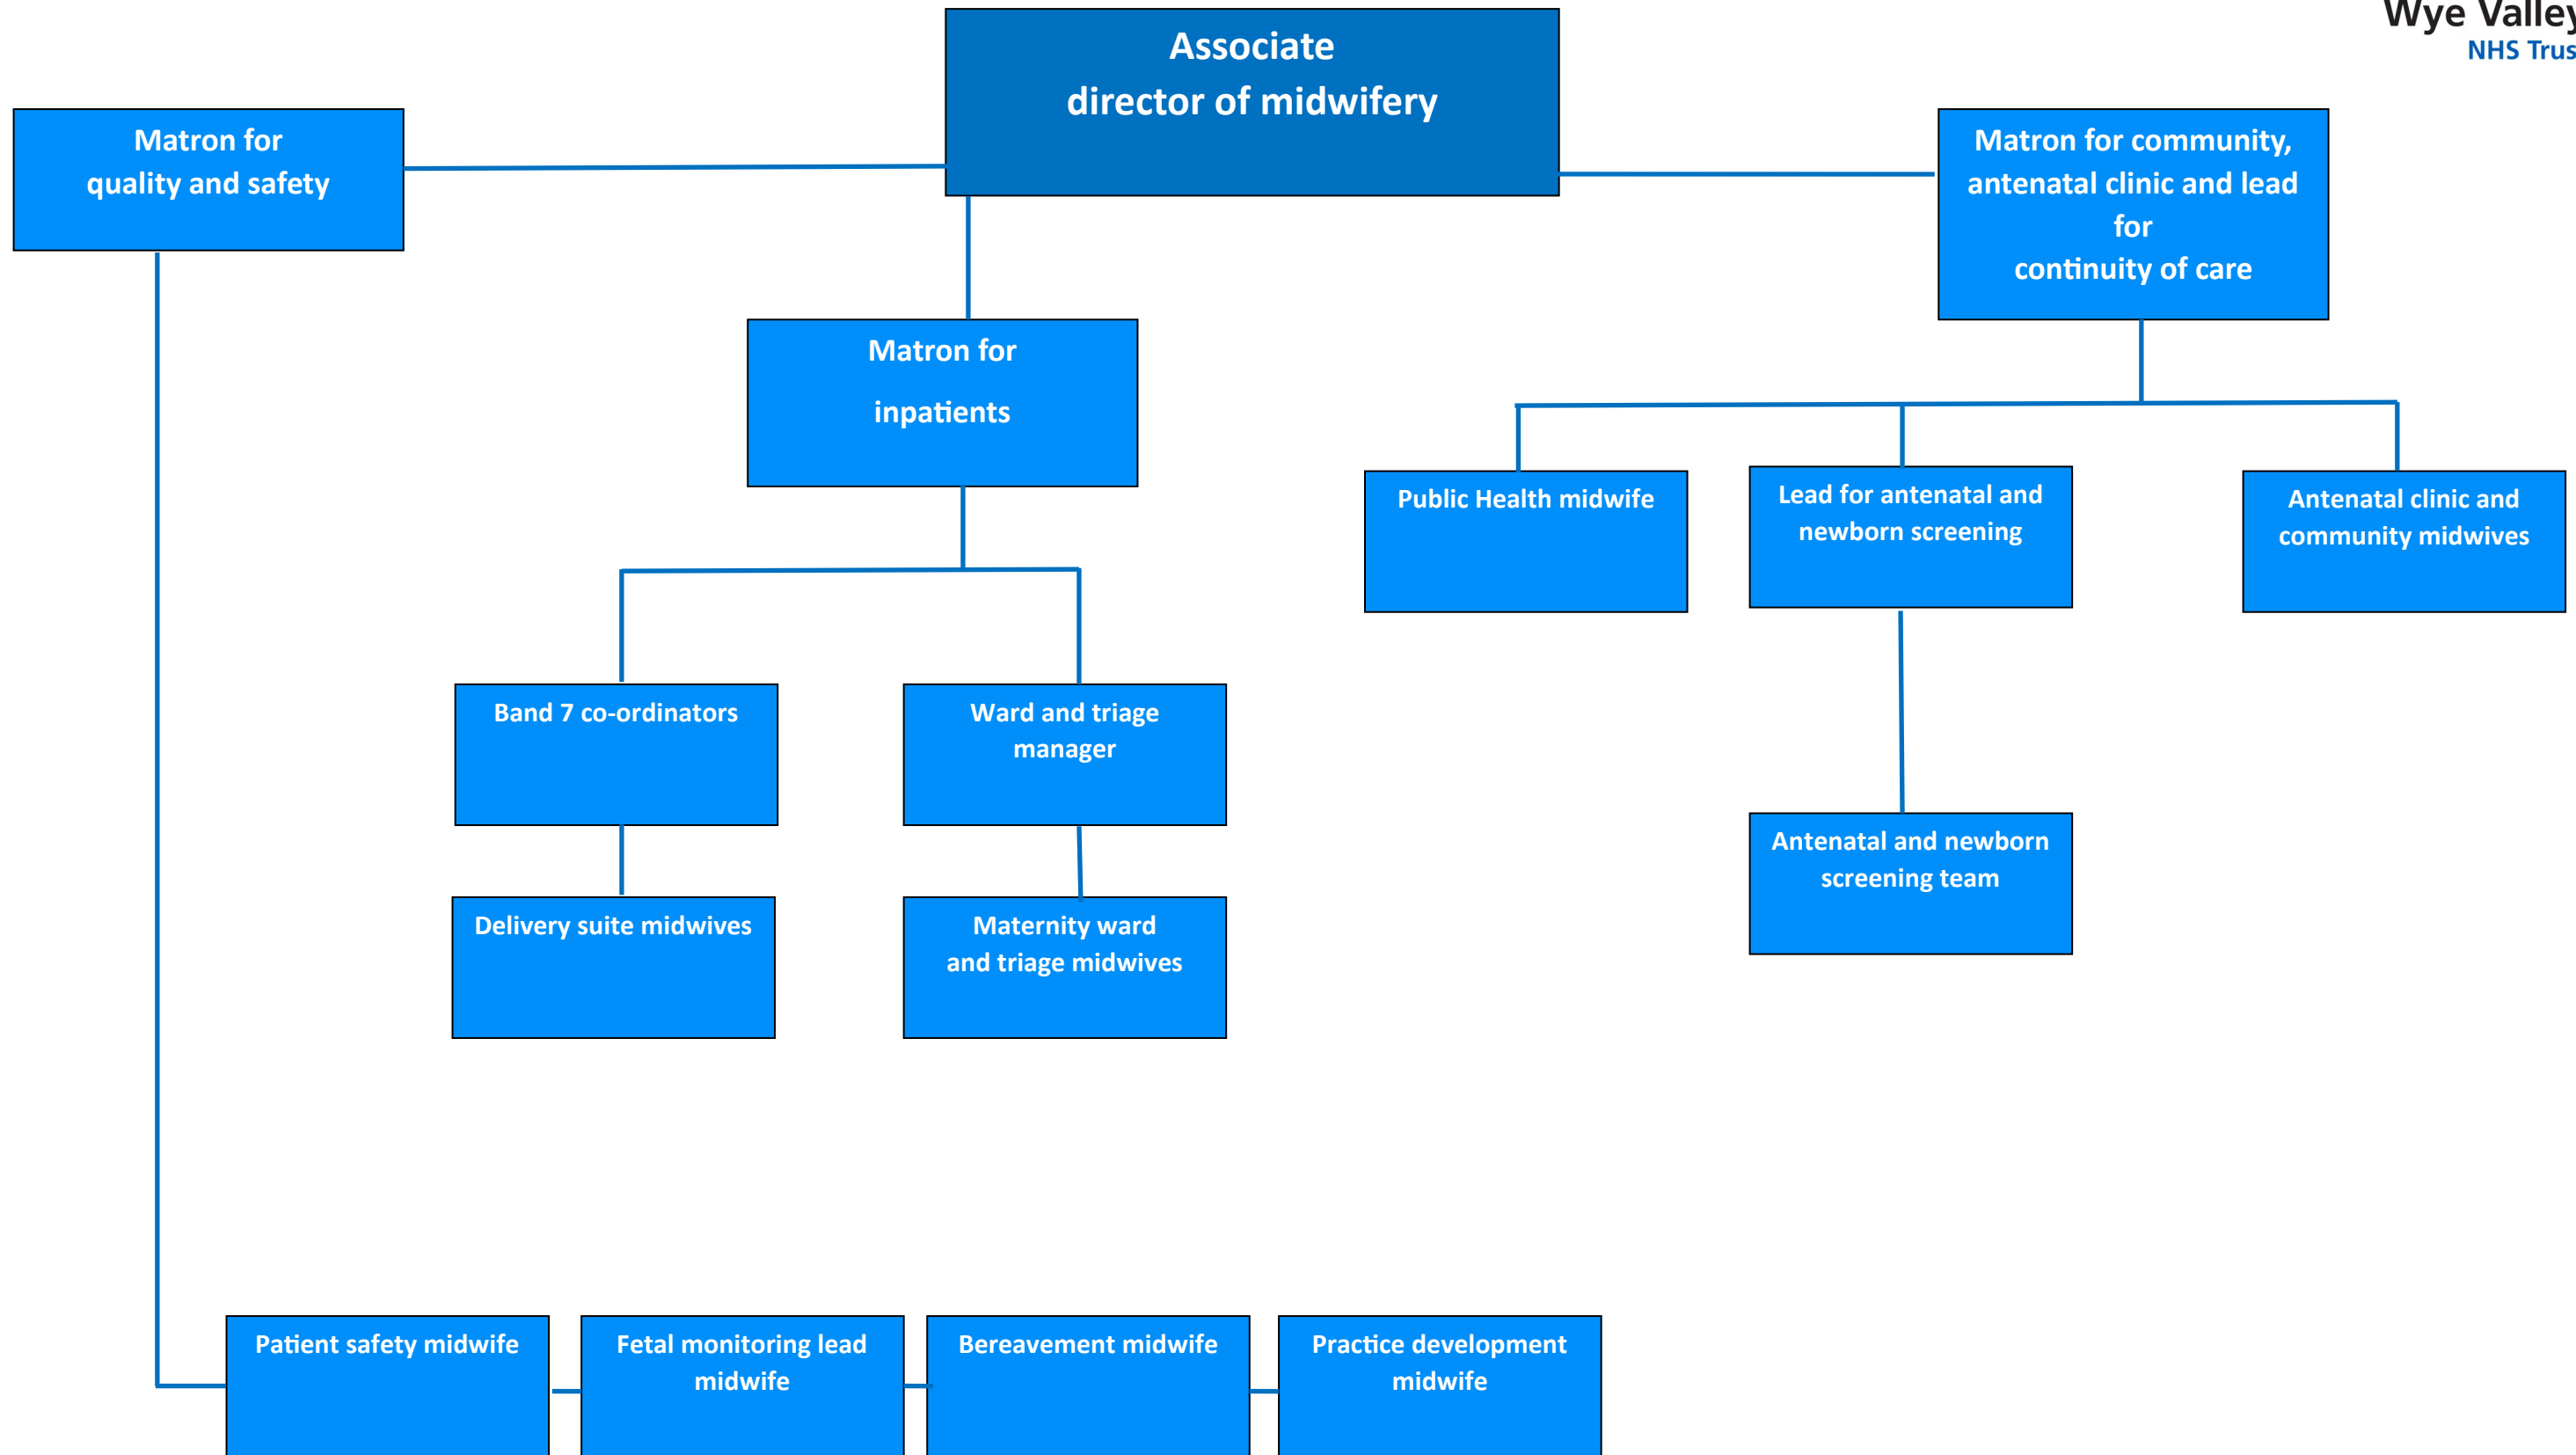 Wye Valley
NHS Trus
Associate
director of midwifery
Matron for
quality and safety
Matron for community,
antenatal clinic and lead
for
continuity of care
Matron for
inpatients
Public Health midwife
Lead for antenatal and
newborn screening
Antenatal clinic and
community midwives
Band 7 co-ordinators
Ward and triage
manager
Antenatal and newborn
screening team
Delivery suite midwives
Maternity ward
and triage midwives
Patient safety midwife
Fetal monitoring lead
midwife
Bereavement midwife
Practice development
midwife